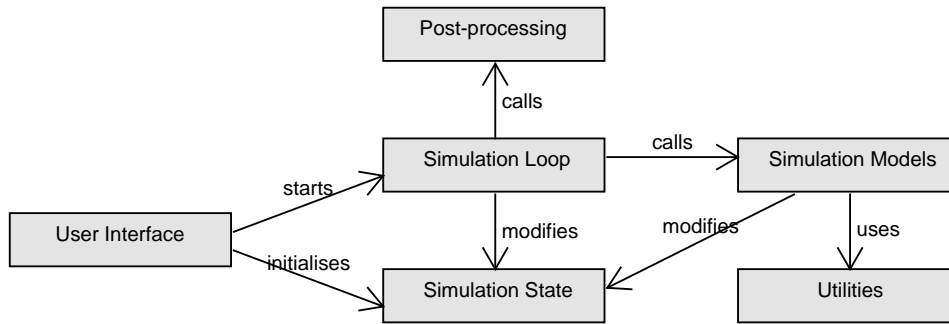 Post-processing
calls
Simulation Loop
calls
Simulation Models
starts
User Interface
modifies
modifies
uses
initialises
Simulation State
Utilities